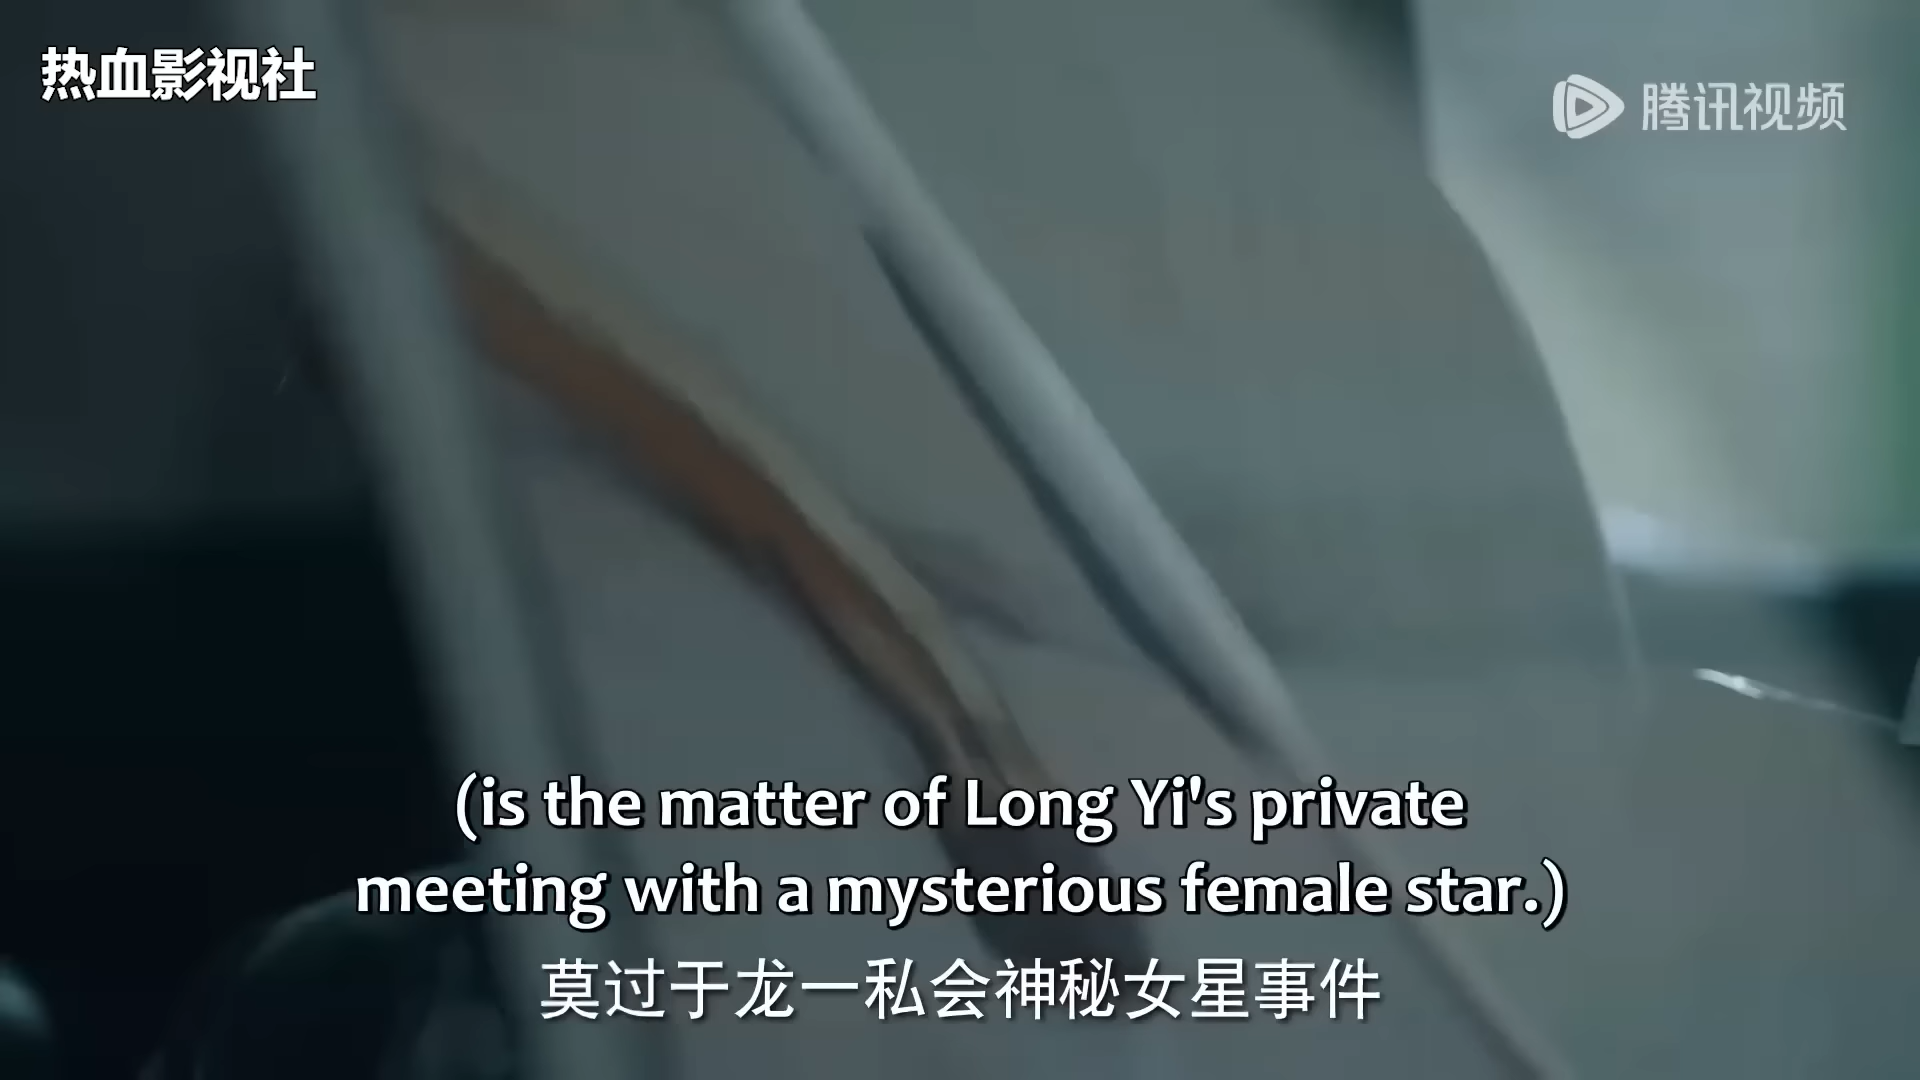 热血影视社
腾讯视频
(is the matter of Long Yi's private
meeting with a mysterious female star.)
莫过于龙一私会神秘女星事件